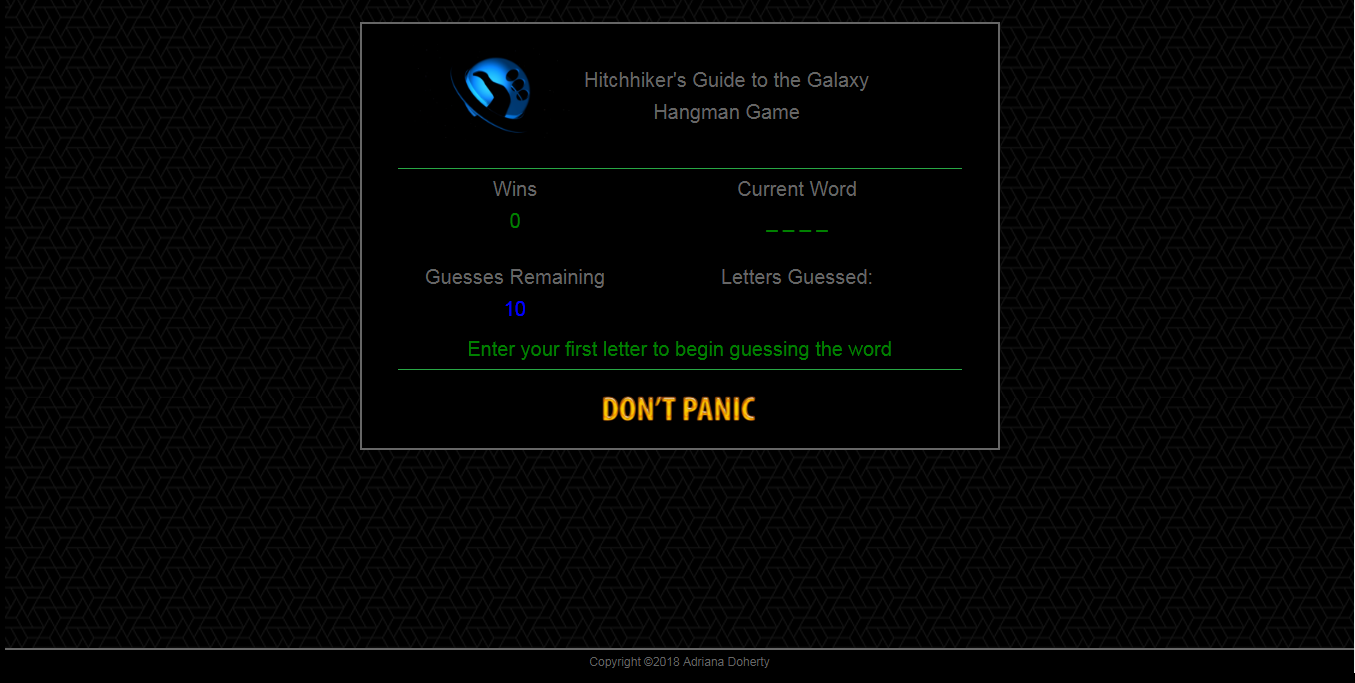 Hitchhiker's Guide to the Galaxy
Hangman Game
Wins
0
Current Word
_ _ _ _
Guesses Remaining
10
Letters Guessed:
Enter your first letter to begin guessing the word
DON'T PANIC
Copyright ©2018 Adriana Doherty